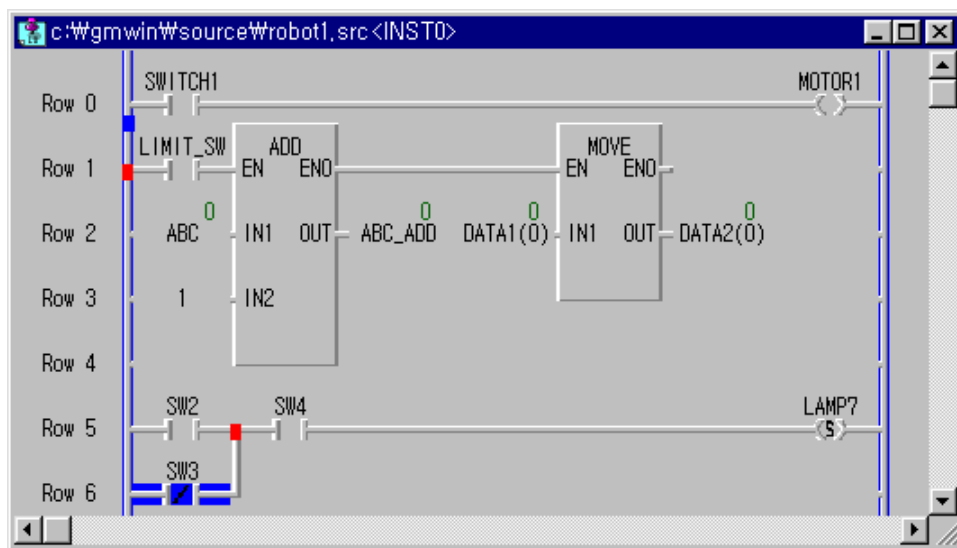 c:₩gmwin₩source₩robot1.src<INST0>
SWITCH1 MOTOR1
Row 0
LIMIT_SW ADD MOVE
Row 1 EN ENO EN ENO
0 0 0 0
Row 2 ABC IN1 OUT ABC_ADD DATA1(0) IN1 OUT DATA2(0)
Row 3 1 IN2
Row 4
SW2 SW4 LAMP7
Row 5 S
SW3
Row 6